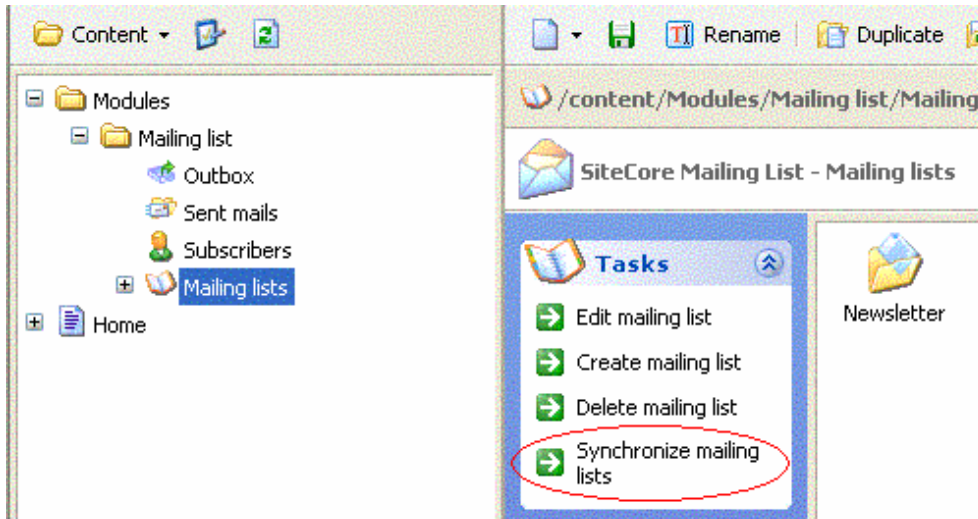 Content
Rename
Duplicate
Modules
Mailing list
Outbox
Sent mails
Subscribers
Mailing lists
Home
/content/Modules/Mailing list/Mailing
SiteCore Mailing List - Mailing lists
Tasks
Edit mailing list
Create mailing list
Delete mailing list
Synchronize mailing
lists
Newsletter